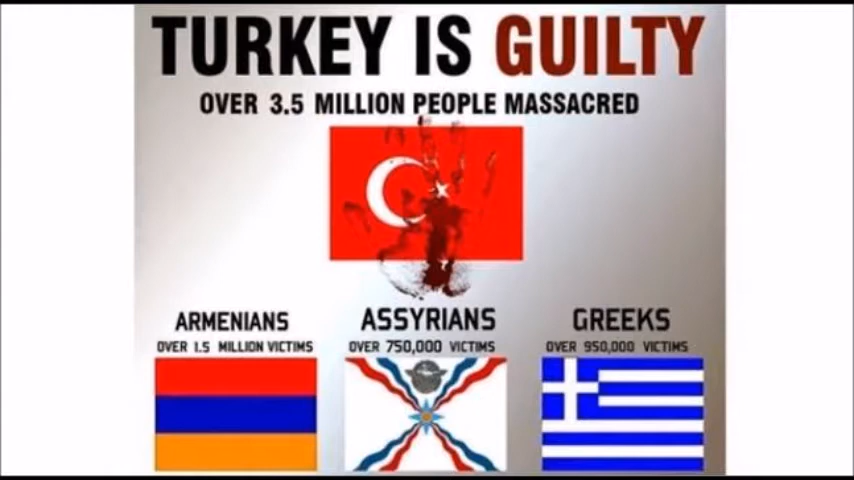 TURKEY IS GUILTY
OVER 3.5 MILLION PEOPLE MASSACRED
ARMENIANS
OVER 1.5 MILLION VICTIMS
ASSYRIANS
OVER 750,000 VICTIMS
GREEKS
OVER 950,000 VICTIMS